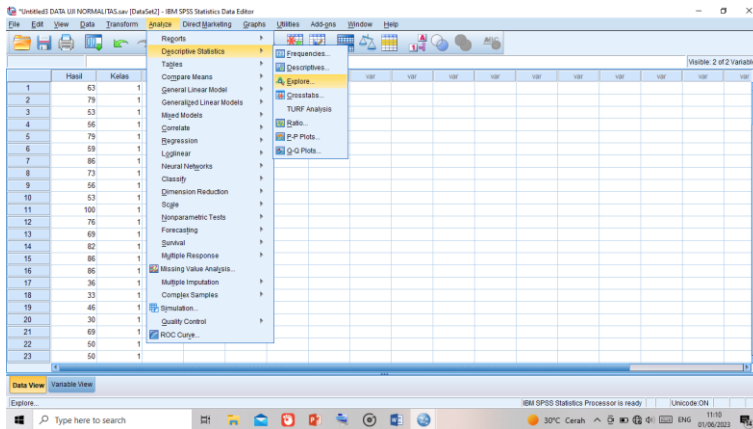 *Untitled3 DATA UJI NORMALITAS.sav [DataSet2] - IBM SPSS Statistics Data Editor
File Edit View Data Transform Analyze Direct Marketing Graphs Utilities Add-ons Window Help
Visible: 2 of 2 Variabl
Reports
Descriptive Statistics
Tables
Compare Means
General Linear Model
Generalized Linear Models
Mixed Models
Correlate
Regression
Loglinear
Neural Networks
Classify
Dimension Reduction
Scale
Nonparametric Tests
Forecasting
Survival
Multiple Response
Missing Value Analysis...
Multiple Imputation
Complex Samples
Simulation...
Quality Control
ROC Curve...
Frequencies...
Descriptives...
Explore...
Crosstabs...
TURF Analysis
Ratio...
P-P Plots...
Q-Q Plots...
Hasil Kelas var var var var var var var var var
1 63 1
2 79 1
3 53 1
4 56 1
5 79 1
6 59 1
7 86 1
8 73 1
9 56 1
10 53 1
11 100 1
12 76 1
13 69 1
14 82 1
15 86 1
16 86 1
17 36 1
18 33 1
19 46 1
20 30 1
21 69 1
22 50 1
23 50 1
Data View Variable View
Explore... IBM SPSS Statistics Processor is ready Unicode:ON
Type here to search 30°C Cerah ENG 11:10
01/06/2023